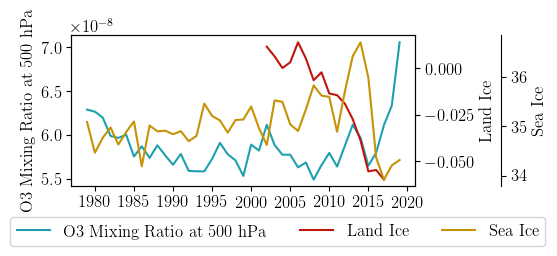 ×10⁻⁸
O3 Mixing Ratio at 500 hPa
7.0
6.5
6.0
5.5
1980 1985 1990 1995 2000 2005 2010 2015 2020
0.000
−0.025
−0.050
Land Ice
36
35
34
Sea Ice
O3 Mixing Ratio at 500 hPa Land Ice Sea Ice